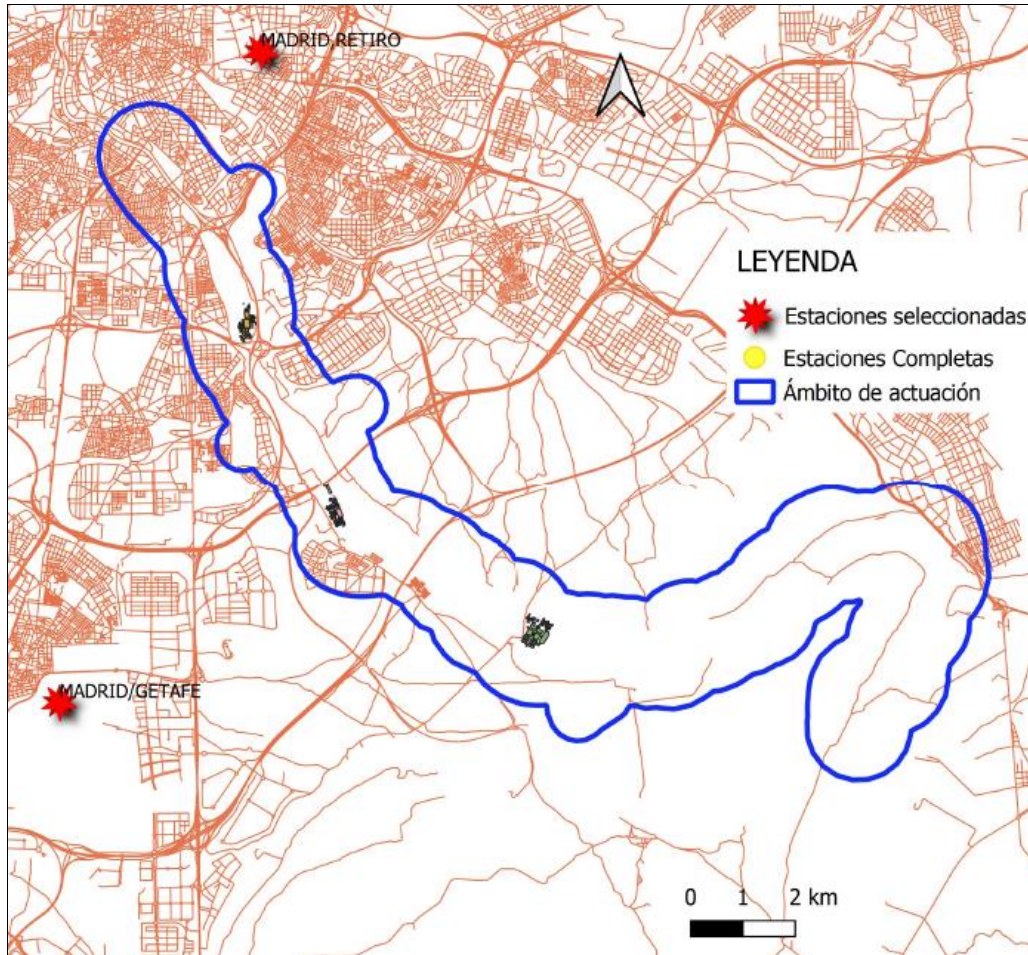 MADRID,RETIRO
LEYENDA
Estaciones seleccionadas
Estaciones Completas
Ámbito de actuación
MADRID/GETAFE
0 1 2 km